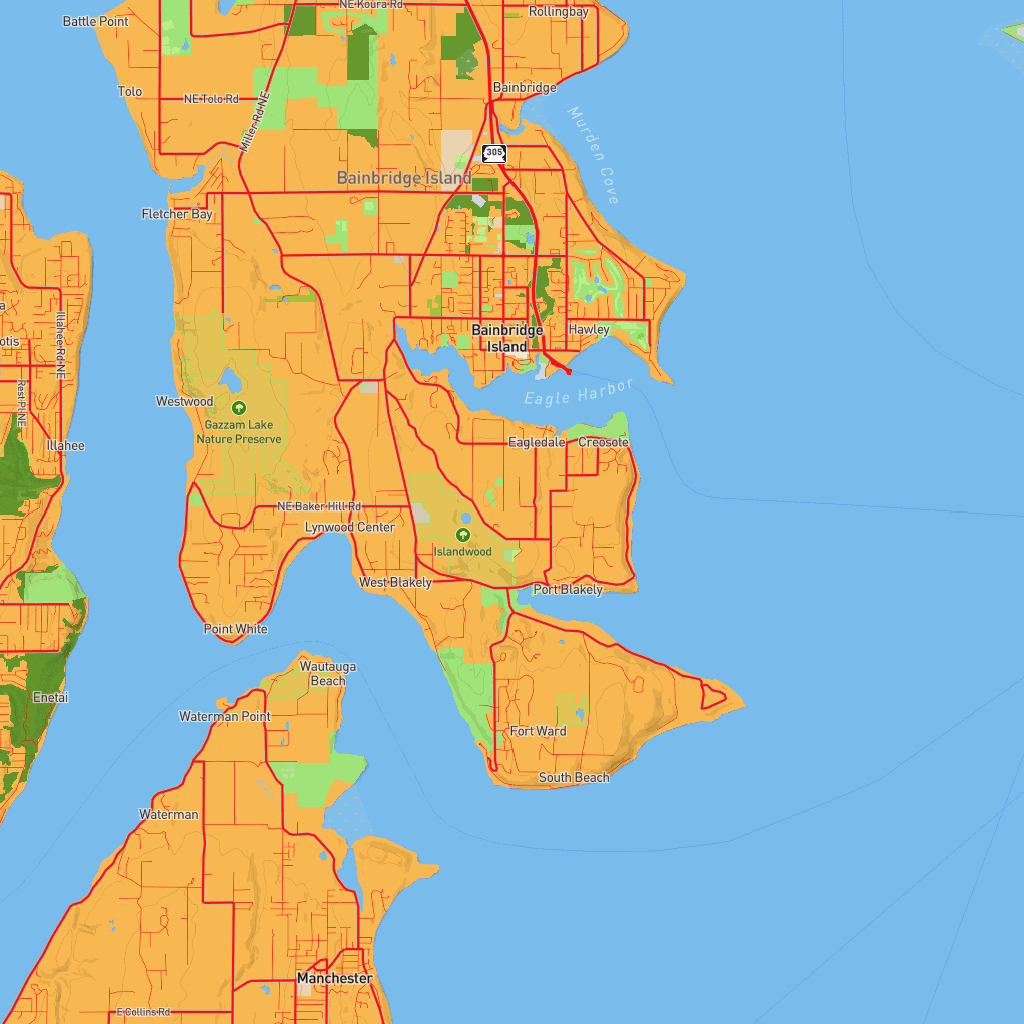 NE Koura Rd
Rollingbay
Battle Point
Bainbridge
Tolo
NE Tolo Rd
Miller Rd NE
Murden Cove
305
Bainbridge Island
Fletcher Bay
a
Illahee Rd NE
otis
Bainbridge
Island
Hawley
Rest Pl NE
Westwood
Eagle Harbor
Gazzam Lake
Nature Preserve
Illahee
Eagledale
Creosote
NE Baker Hill Rd
Lynwood Center
Islandwood
West Blakely
Port Blakely
Point White
Wautauga
Beach
Enetai
Waterman Point
Fort Ward
South Beach
Waterman
Manchester
E Collins Rd